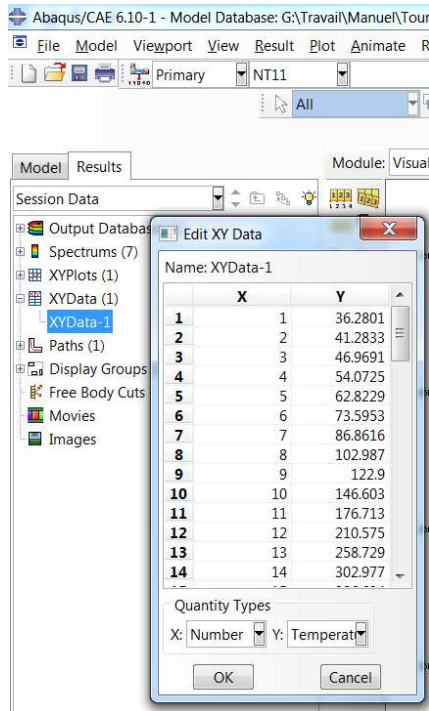 Abaqus/CAE 6.10-1 - Model Database: G:\Travail\Manuel\Tour
File Model Viewport View Result Plot Animate R
Primary NT11
All
Model Results Module: Visual
Session Data
Output Databas
Spectrums (7)
XYPlots (1)
XYData (1)
XYData-1
Paths (1)
Display Groups
Free Body Cuts
Movies
Images
Edit XY Data
Name: XYData-1
X Y
1 1 36.2801
2 2 41.2833
3 3 46.9691
4 4 54.0725
5 5 62.8229
6 6 73.5953
7 7 86.8616
8 8 102.987
9 9 122.9
10 10 146.603
11 11 176.713
12 12 210.575
13 13 258.729
14 14 302.977
Quantity Types
X: Number Y: Temperatu
OK Cancel